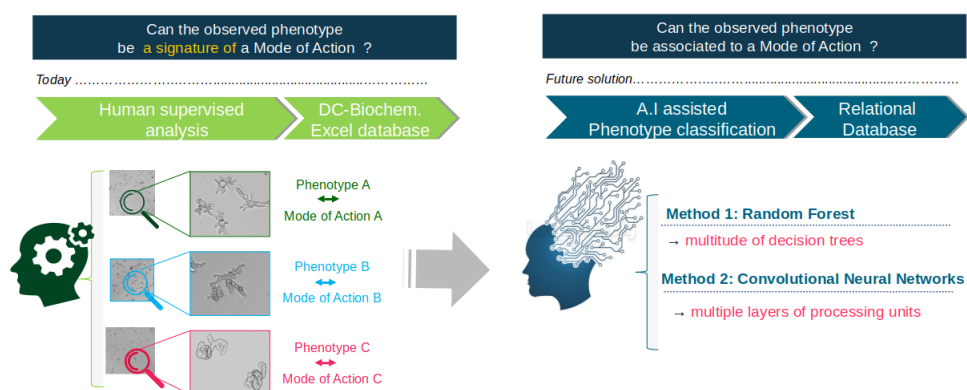 Can the observed phenotype
be a signature of a Mode of Action ?
Today ……………………………………………………………………
Human supervised
analysis
DC-Biochem.
Excel database
Phenotype A
Mode of Action A
Phenotype B
Mode of Action B
Phenotype C
Mode of Action C
Can the observed phenotype
be associated to a Mode of Action ?
Future solution……………………………………………………………………
A.I assisted
Phenotype classification
Relational
Database
Method 1: Random Forest
→ multitude of decision trees
Method 2: Convolutional Neural Networks
→ multiple layers of processing units